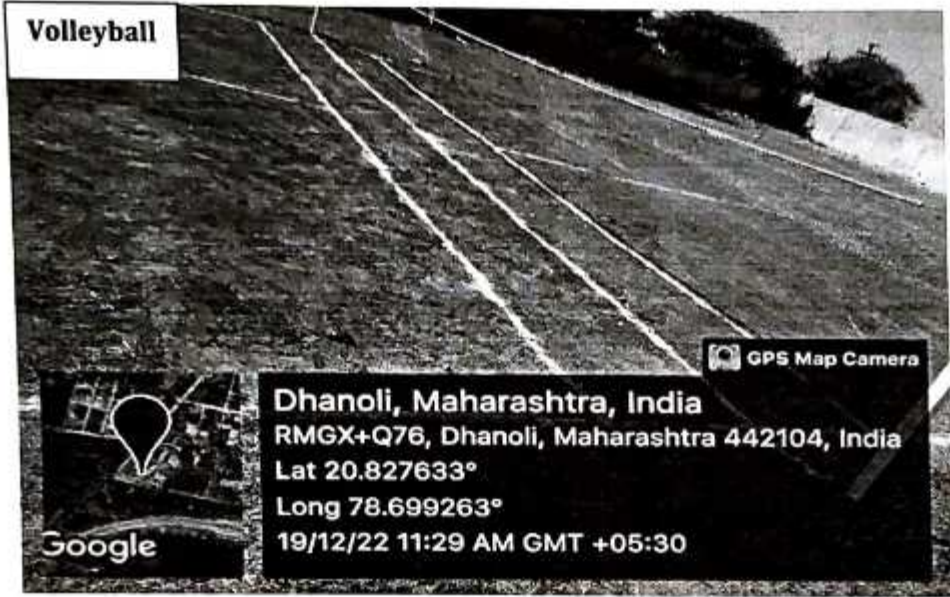 Volleyball
GPS Map Camera
Dhanoli, Maharashtra, India
RMGX+Q76, Dhanoli, Maharashtra 442104, India
Lat 20.827633°
Long 78.699263°
19/12/22 11:29 AM GMT +05:30
Google